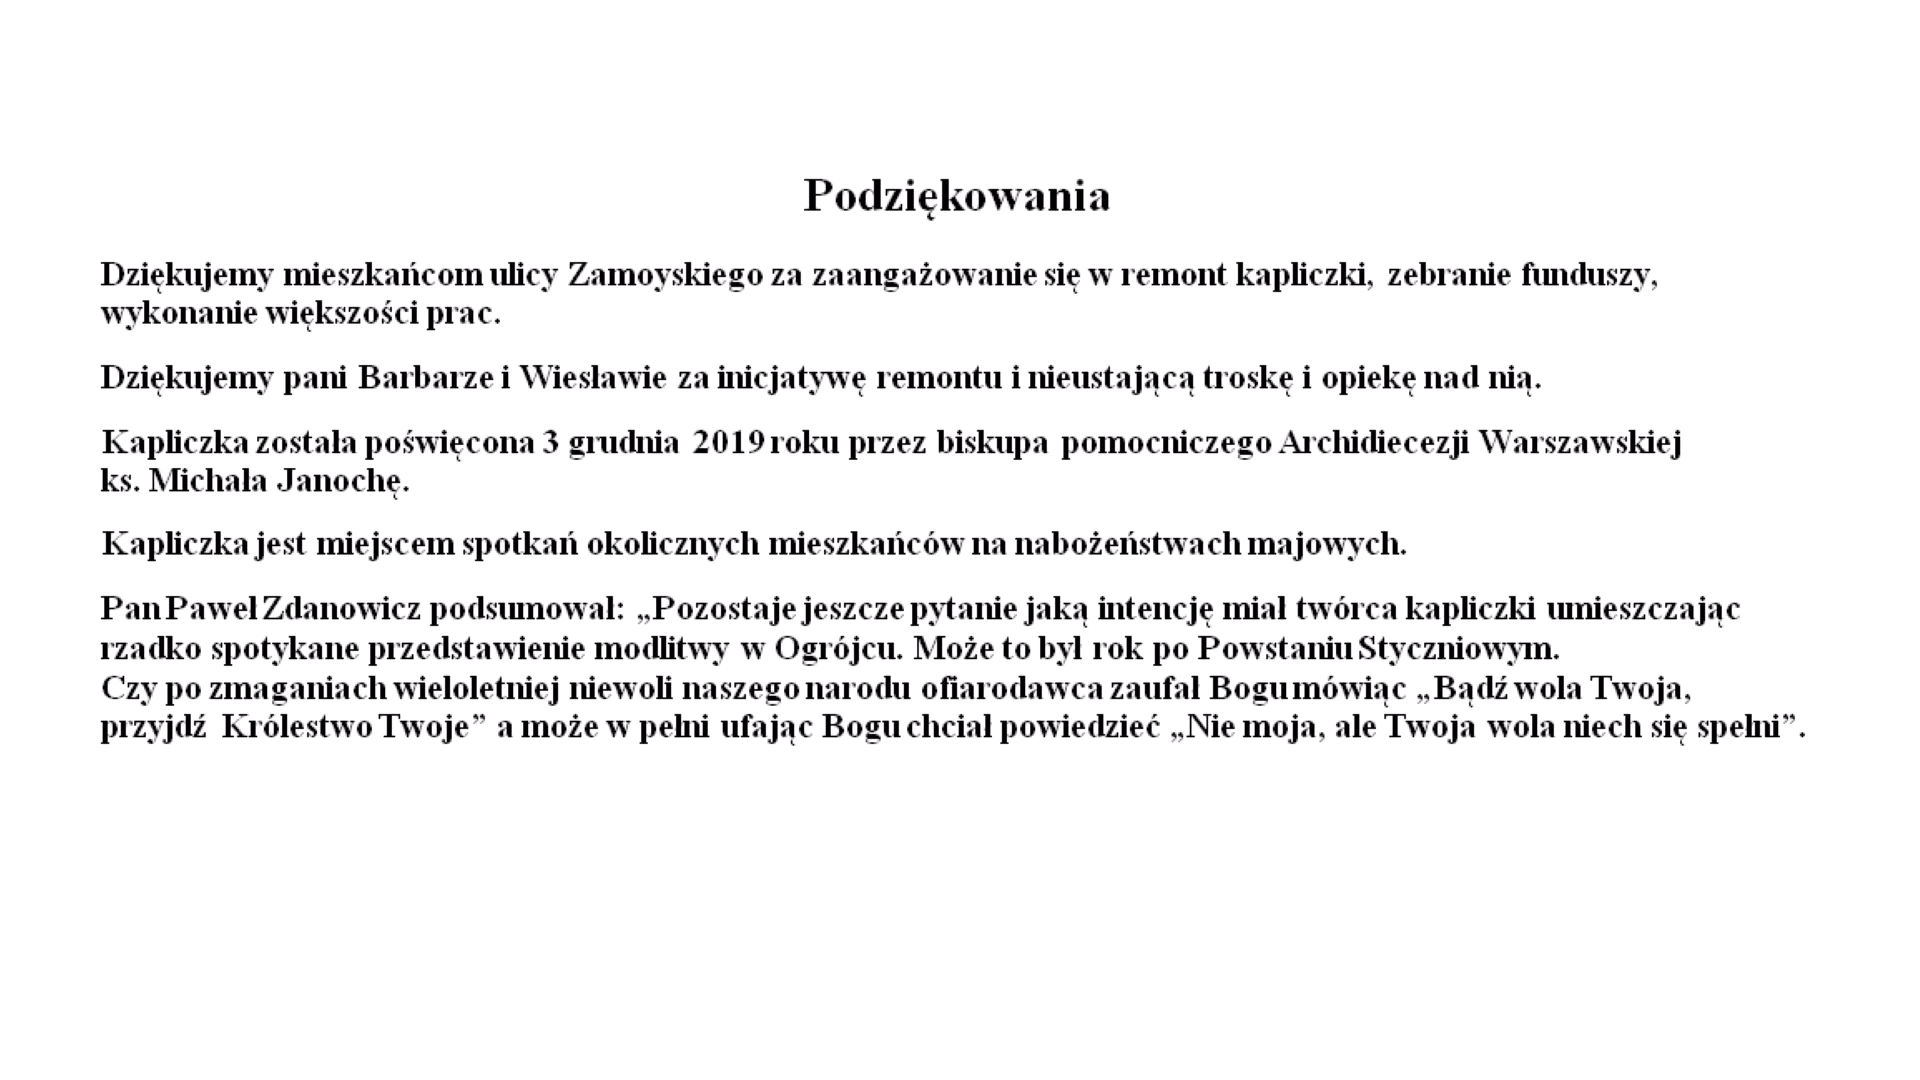 Podziękowania
Dziękujemy mieszkańcom ulicy Zamoyskiego za zaangażowanie się w remont kapliczki, zebranie funduszy,
wykonanie większości prac.
Dziękujemy pani Barbarze i Wiesławie za inicjatywę remontu i nieustającą troskę i opiekę nad nią.
Kapliczka została poświęcona 3 grudnia 2019 roku przez biskupa pomocniczego Archidiecezji Warszawskiej
ks. Michała Janochę.
Kapliczka jest miejscem spotkań okolicznych mieszkańców na nabożeństwach majowych.
Pan Paweł Zdanowicz podsumował: „Pozostaje jeszcze pytanie jaką intencję miał twórca kapliczki umieszczając
rzadko spotykane przedstawienie modlitwy w Ogrójcu. Może to był rok po Powstaniu Styczniowym.
Czy po zmaganiach wieloletniej niewoli naszego narodu ofiarodawca zaufał Bogu mówiąc „Bądź wola Twoja,
przyjdź Królestwo Twoje” a może w pełni ufając Bogu chciał powiedzieć „Nie moja, ale Twoja wola niech się spełni”.